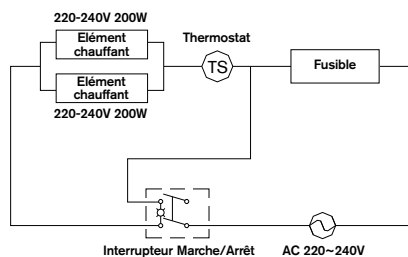 220-240V 200W
Elément
chauffant
Elément
chauffant
220-240V 200W
Thermostat
TS
Fusible
Interrupteur Marche/Arrêt
AC 220~240V